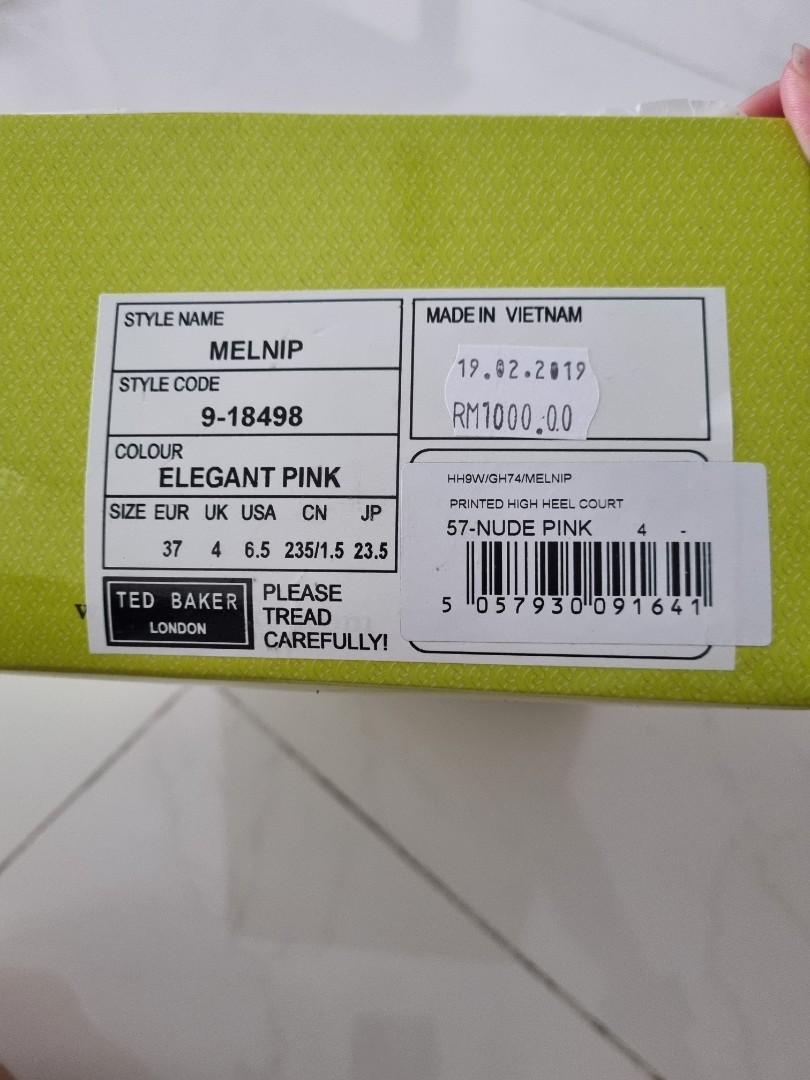 STYLE NAME
MELNIP
STYLE CODE
9-18498
COLOUR
ELEGANT PINK
SIZE EUR UK USA CN JP
37 4 6.5 235/1.5 23.5
TED BAKER
LONDON
PLEASE
TREAD
CAREFULLY!
MADE IN VIETNAM
19.02.2019
RM1000.00
HH9W/GH74/MELNIP
PRINTED HIGH HEEL COURT
57-NUDE PINK 4 -
5 057930 091641